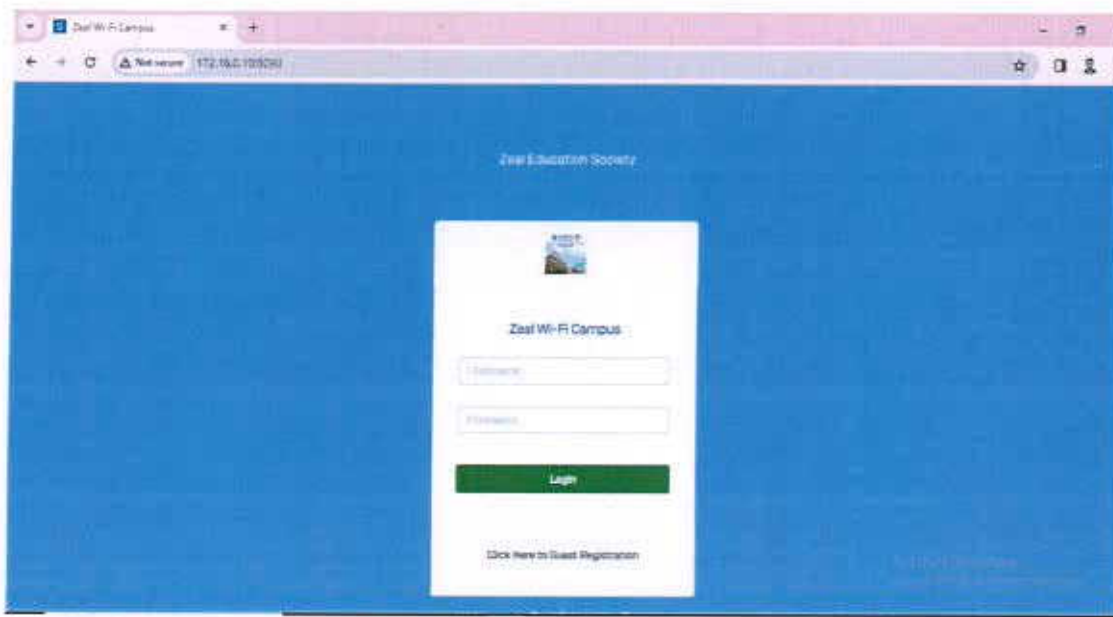 Zeal Wi-Fi Campus
Not secure
Zeal Education Society
Zeal Wi-Fi Campus
Username
Password
Login
Click Here to Guest Registration